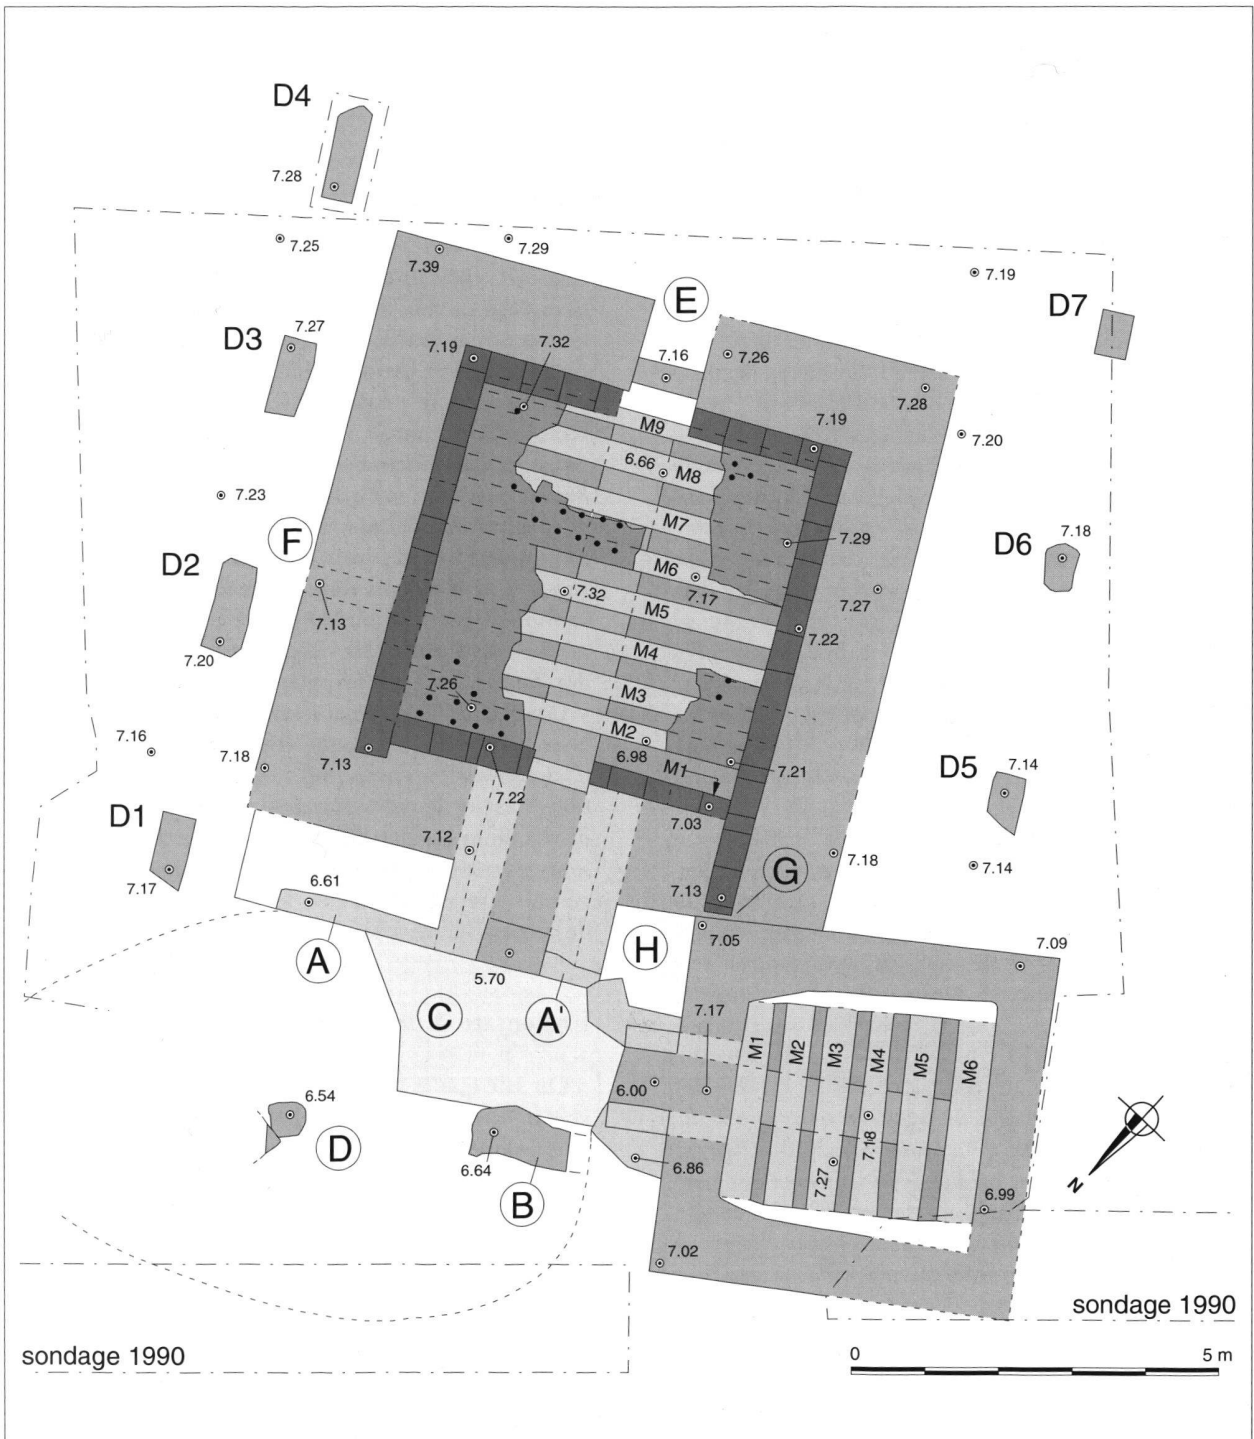 D4
7.28
7.25
7.29
7.39
E
7.19
D7
D3
7.27
7.19
7.32
7.16
7.26
7.28
7.19
7.20
M9
6.66
M8
7.23
F
M7
7.29
D6
7.18
D2
M6
7.17
7.27
7.32
M5
7.13
7.22
7.20
M4
7.26
M3
M2
7.16
7.18
7.13
6.98
M1
7.21
D5
7.14
7.22
7.03
D1
7.12
7.18
7.14
7.17
6.61
7.13
G
A
H
7.05
7.09
5.70
C
A'
7.17
M1
M2
M3
M4
M5
M6
6.00
6.54
D
7.18
6.64
6.86
7.27
B
6.99
N
7.02
sondage 1990
sondage 1990
0 5 m